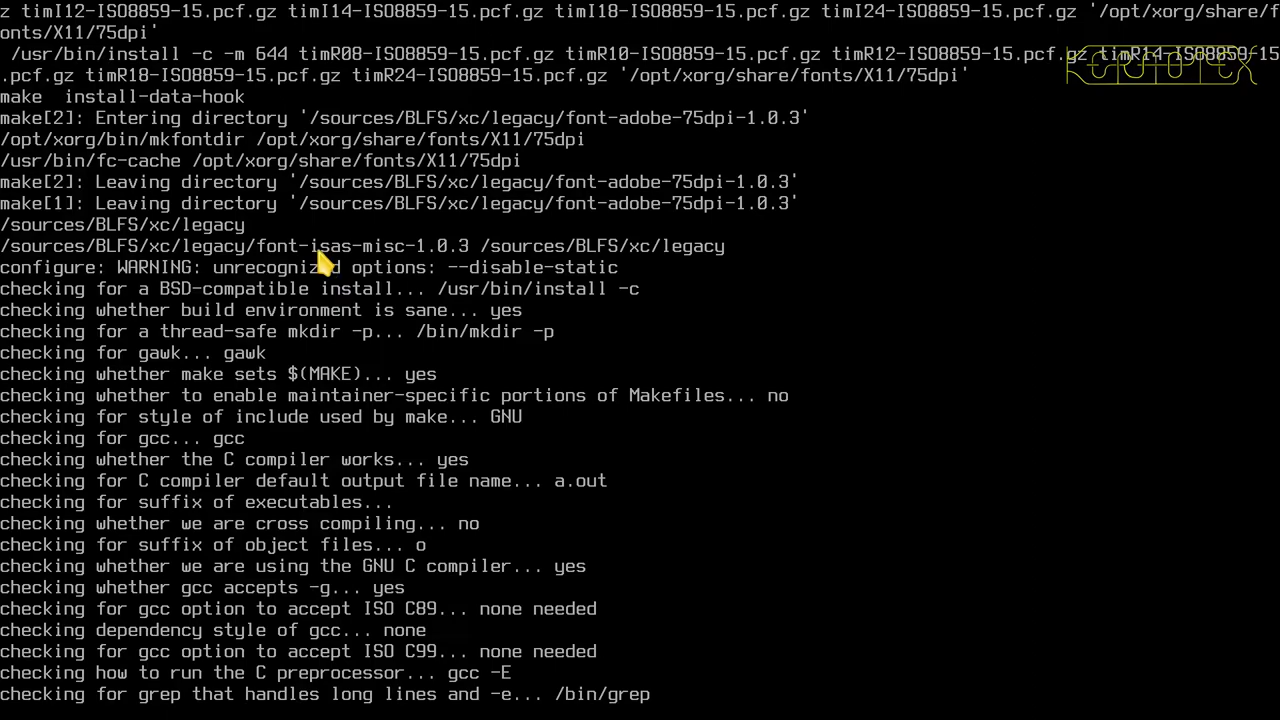 z timI12-ISO8859-15.pcf.gz timI14-ISO8859-15.pcf.gz timI18-ISO8859-15.pcf.gz timI24-ISO8859-15.pcf.gz '/opt/xorg/share/f
onts/X11/75dpi'
 /usr/bin/install -c -m 644 timR08-ISO8859-15.pcf.gz timR10-ISO8859-15.pcf.gz timR12-ISO8859-15.pcf.gz timR14-ISO8859-15
.pcf.gz timR18-ISO8859-15.pcf.gz timR24-ISO8859-15.pcf.gz '/opt/xorg/share/fonts/X11/75dpi'
make  install-data-hook
make[2]: Entering directory '/sources/BLFS/xc/legacy/font-adobe-75dpi-1.0.3'
/opt/xorg/bin/mkfontdir /opt/xorg/share/fonts/X11/75dpi
/usr/bin/fc-cache /opt/xorg/share/fonts/X11/75dpi
make[2]: Leaving directory '/sources/BLFS/xc/legacy/font-adobe-75dpi-1.0.3'
make[1]: Leaving directory '/sources/BLFS/xc/legacy/font-adobe-75dpi-1.0.3'
/sources/BLFS/xc/legacy
/sources/BLFS/xc/legacy/font-isas-misc-1.0.3 /sources/BLFS/xc/legacy
configure: WARNING: unrecognized options: --disable-static
checking for a BSD-compatible install... /usr/bin/install -c
checking whether build environment is sane... yes
checking for a thread-safe mkdir -p... /bin/mkdir -p
checking for gawk... gawk
checking whether make sets $(MAKE)... yes
checking whether to enable maintainer-specific portions of Makefiles... no
checking for style of include used by make... GNU
checking for gcc... gcc
checking whether the C compiler works... yes
checking for C compiler default output file name... a.out
checking for suffix of executables...
checking whether we are cross compiling... no
checking for suffix of object files... o
checking whether we are using the GNU C compiler... yes
checking whether gcc accepts -g... yes
checking for gcc option to accept ISO C89... none needed
checking dependency style of gcc... none
checking for gcc option to accept ISO C99... none needed
checking how to run the C preprocessor... gcc -E
checking for grep that handles long lines and -e... /bin/grep